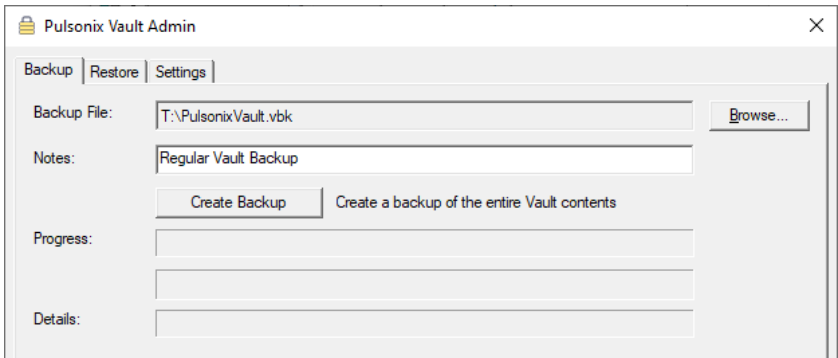 Pulsonix Vault Admin
Backup Restore Settings
Backup File: T:\PulsonixVault.vbk Browse...
Notes: Regular Vault Backup
Create Backup Create a backup of the entire Vault contents
Progress:
Details: